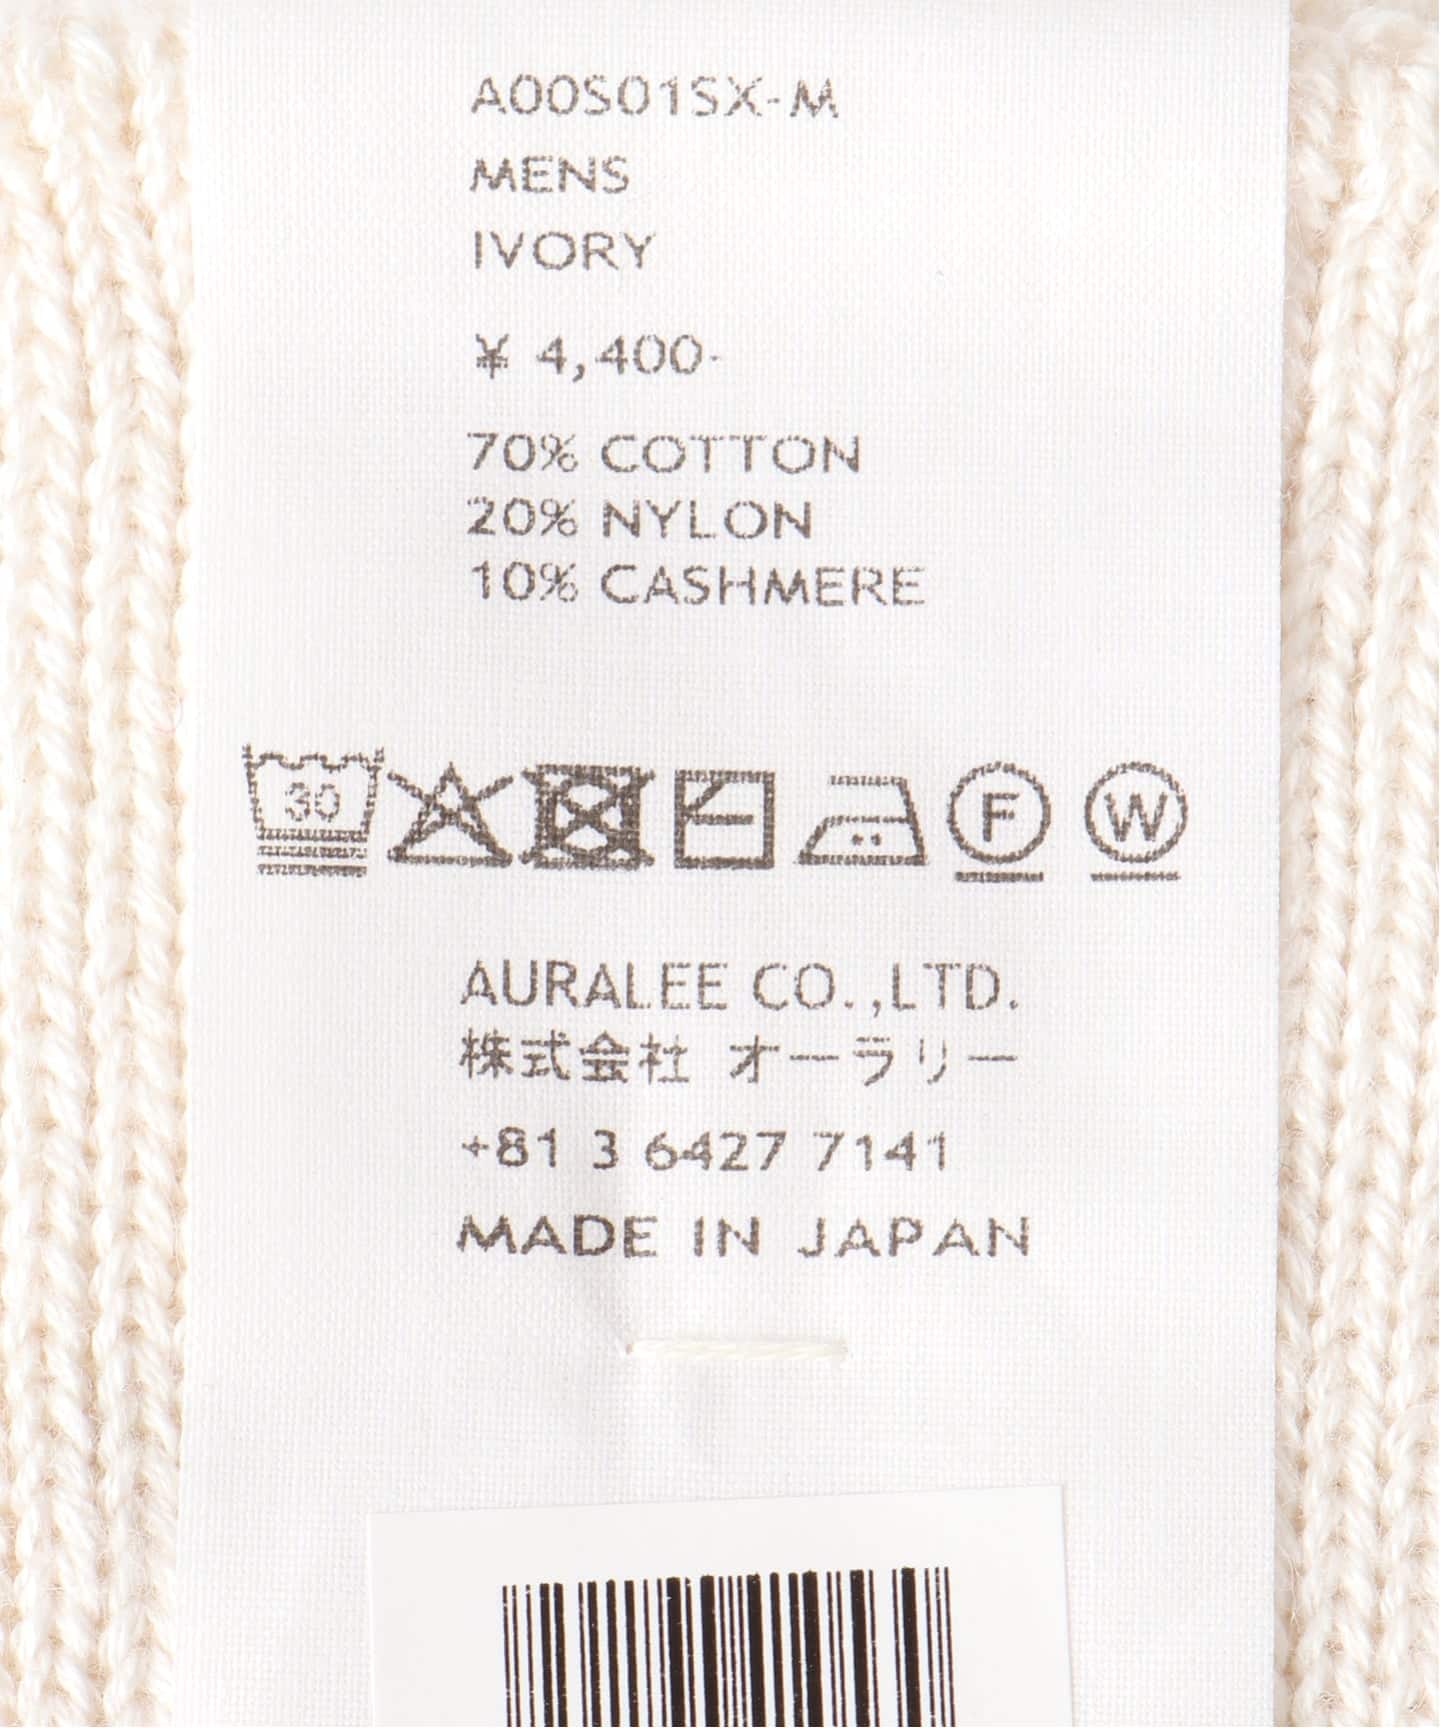 A00S01SX-M
MENS
IVORY
¥ 4,400-
70% COTTON
20% NYLON
10% CASHMERE
30 F W
AURALEE CO.,LTD.
株式会社 オーラリー
+81 3 6427 7141
MADE IN JAPAN